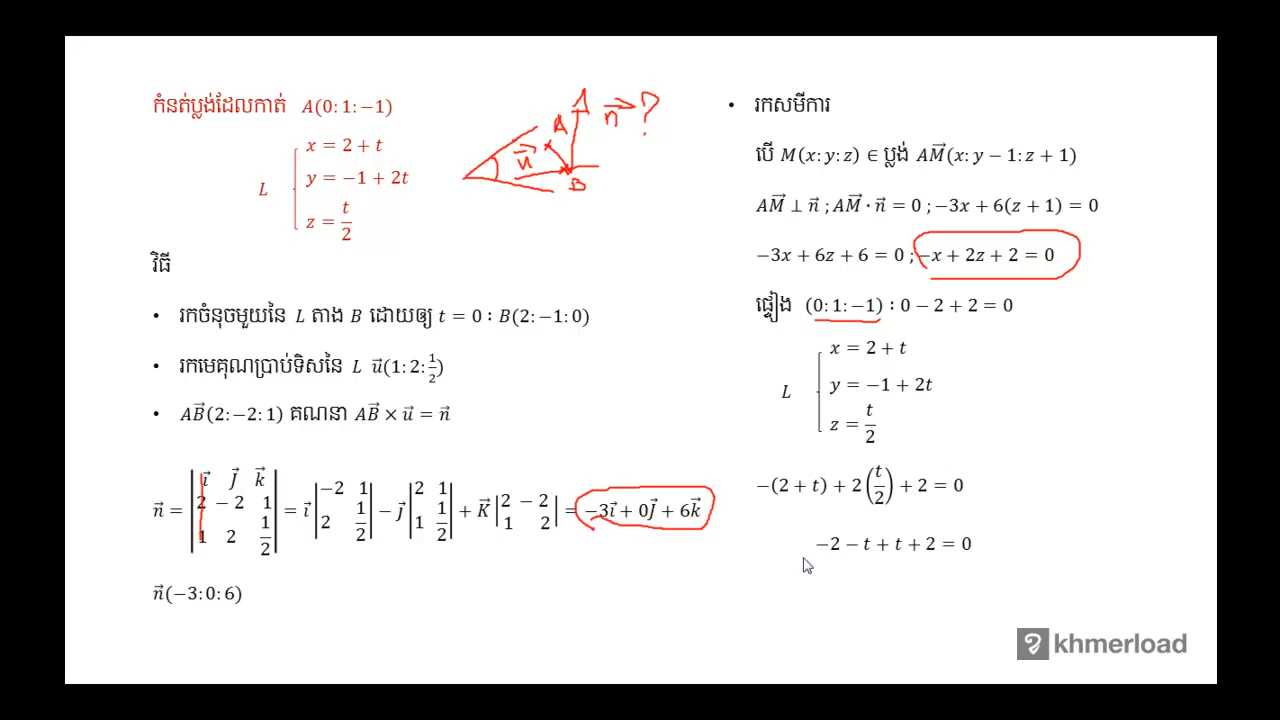 កំនត់ប្លង់ដែលកាត់ A(0: 1: −1)
L { x = 2 + t
y = −1 + 2t
z = t/2
វិធី
• រកចំនុចមួយនៃ L តាង B ដោយឲ្យ t = 0 : B(2: −1: 0)
• រកមេគុណប្រាប់ទិសនៃ L u⃗(1: 2: 1/2)
• AB⃗(2: −2: 1) គណនា AB⃗ × u⃗ = n⃗
n⃗ = |i⃗ j⃗ k⃗; 2 −2 1; 1 2 1/2| = i⃗ |−2 1; 2 1/2| − j⃗ |2 1; 1 1/2| + K⃗ |2 −2; 1 2| = −3i⃗ + 0j⃗ + 6k⃗
n⃗(−3: 0: 6)
A n⃗ → ?
u⃗
B
• រកសមីការ
បើ M(x: y: z) ∈ ប្លង់ AM⃗(x: y − 1: z + 1)
AM⃗ ⊥ n⃗ ; AM⃗ · n⃗ = 0 ; −3x + 6(z + 1) = 0
−3x + 6z + 6 = 0 ; −x + 2z + 2 = 0
ផ្ទៀង (0: 1: −1) : 0 − 2 + 2 = 0
L { x = 2 + t
y = −1 + 2t
z = t/2
−(2 + t) + 2(t/2) + 2 = 0
−2 − t + t + 2 = 0
khmerload